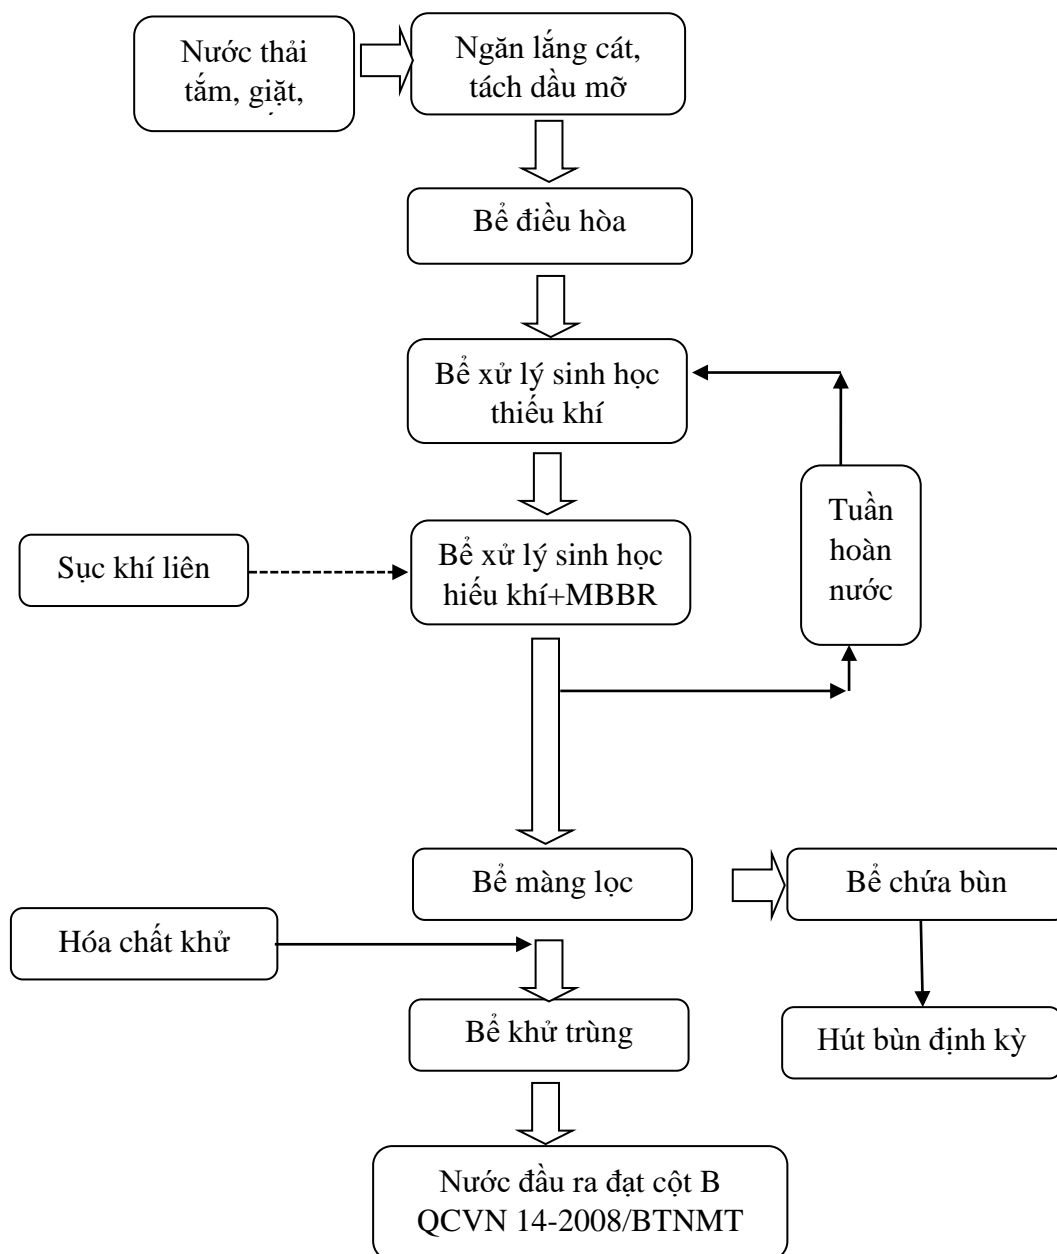 Nước thải
tắm, giặt,
Ngăn lắng cát,
tách dầu mỡ
Bể điều hòa
Bể xử lý sinh học
thiếu khí
Tuần
hoàn
nước
Sục khí liên
Bể xử lý sinh học
hiếu khí+MBBR
Bể màng lọc
Bể chứa bùn
Hóa chất khử
Bể khử trùng
Hút bùn định kỳ
Nước đầu ra đạt cột B
QCVN 14-2008/BTNMT